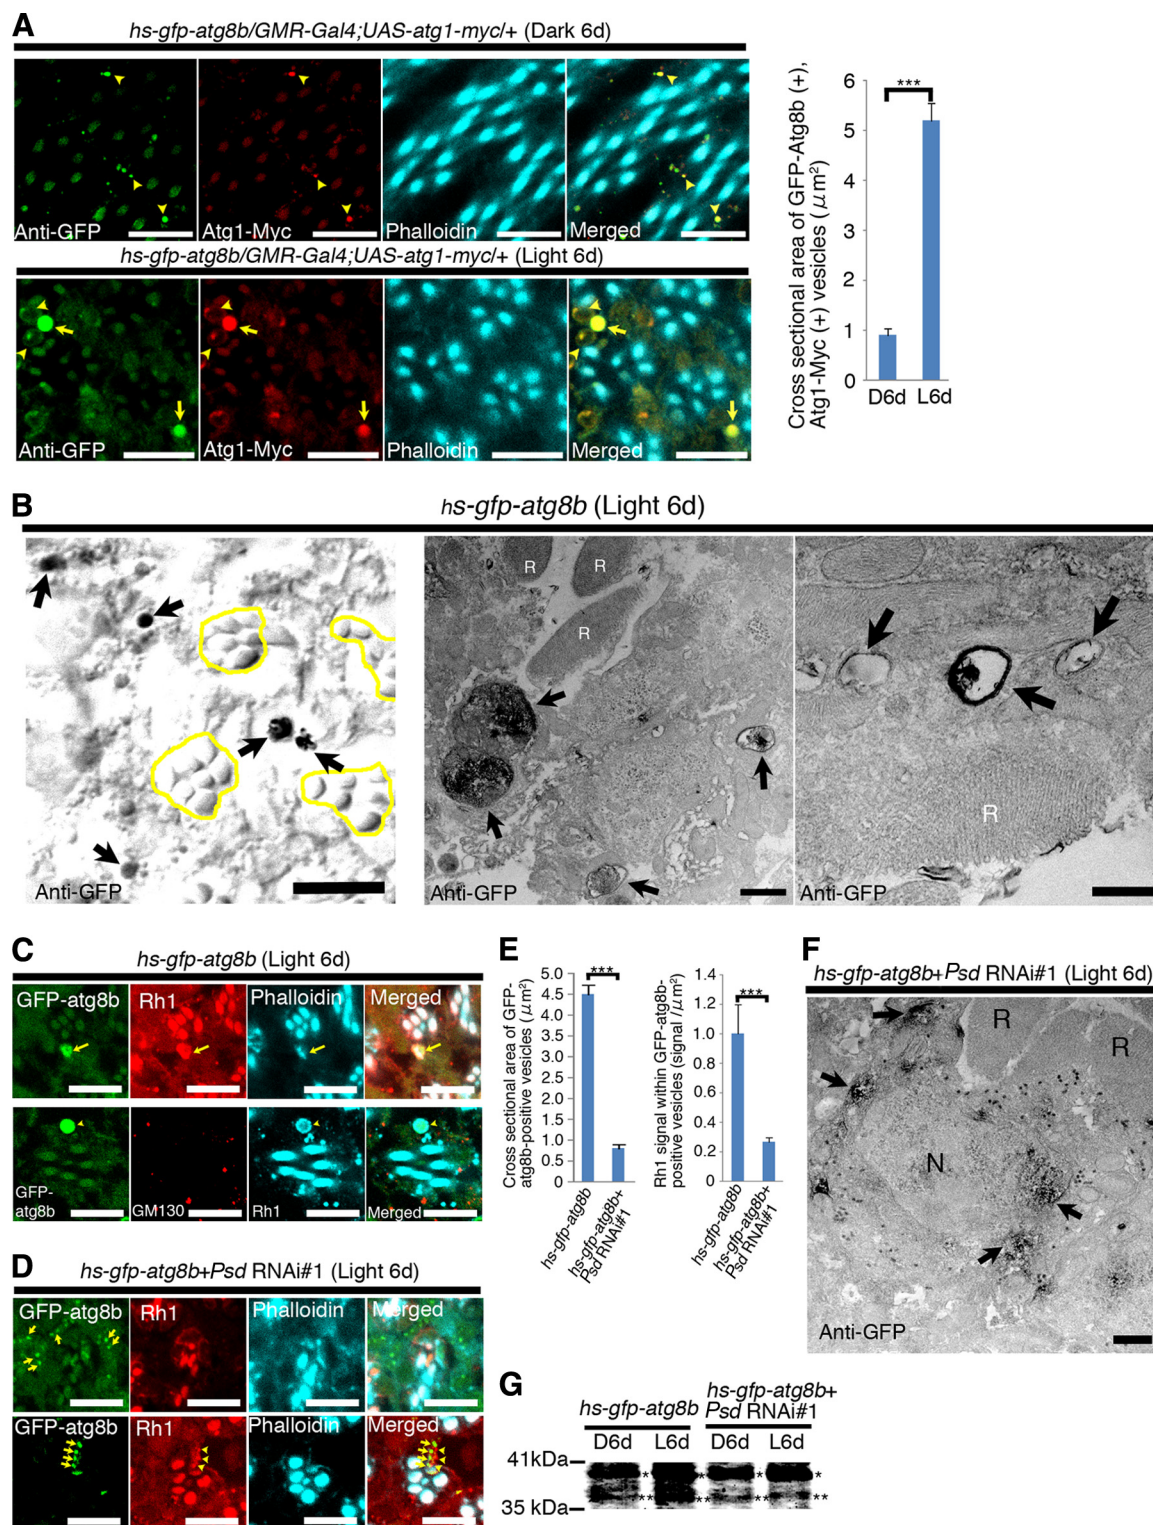 A
hs-gfp-atg8b/GMR-Gal4;UAS-atg1-myc/+ (Dark 6d)
Anti-GFP
Atg1-Myc
Phalloidin
Merged
hs-gfp-atg8b/GMR-Gal4;UAS-atg1-myc/+ (Light 6d)
Anti-GFP
Atg1-Myc
Phalloidin
Merged
Cross sectional area of GFP-Atg8b (+),
Atg1-Myc (+) vesicles (μm²)
6
5
4
3
2
1
0
***
D6d
L6d
B
hs-gfp-atg8b (Light 6d)
Anti-GFP
R
R
R
Anti-GFP
R
Anti-GFP
C
hs-gfp-atg8b (Light 6d)
GFP-atg8b
Rh1
Phalloidin
Merged
GFP-
atg8b
GM130
Rh1
Merged
D
hs-gfp-atg8b+Psd RNAi#1 (Light 6d)
GFP-atg8b
Rh1
Phalloidin
Merged
GFP-atg8b
Rh1
Phalloidin
Merged
E
Cross sectional area of GFP-
atg8b-positive vesicles (μm²)
5.0
4.5
4.0
3.5
3.0
2.5
2.0
1.5
1.0
0.5
0
***
hs-gfp-atg8b
hs-gfp-atg8b+
Psd RNAi#1
Rh1 signal within GFP-atg8b-
positive vesicles (signal /μm²)
1.4
1.2
1.0
0.8
0.6
0.4
0.2
0
***
hs-gfp-atg8b
hs-gfp-atg8b+
Psd RNAi#1
F
hs-gfp-atg8b+Psd RNAi#1 (Light 6d)
R
R
N
Anti-GFP
G
hs-gfp-atg8b
hs-gfp-atg8b+
Psd RNAi#1
D6d
L6d
D6d
L6d
41kDa
* * * *
** ** ** **
35 kDa